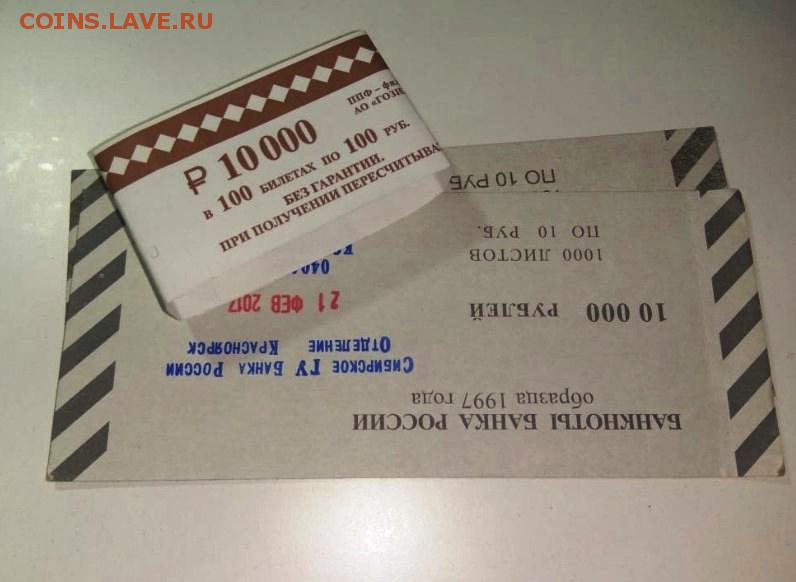 COINS.LAVE.RU
₽ 10 000
в 100 БИЛЕТАХ ПО 100 РУБ.
БЕЗ ГАРАНТИИ.
ПРИ ПОЛУЧЕНИИ ПЕРЕСЧИТЫВА
ППФ – фи
АО «ГОЗН
ПО 10 РУБ
БАНКНОТЫ БАНКА РОССИИ
образца 1997 года
Сибирское ГУ Банка России
Отделение Красноярск
10 000 РУБЛЕЙ
21 ФЕВ 2017
1000 ЛИСТОВ
ПО 10 РУБ.